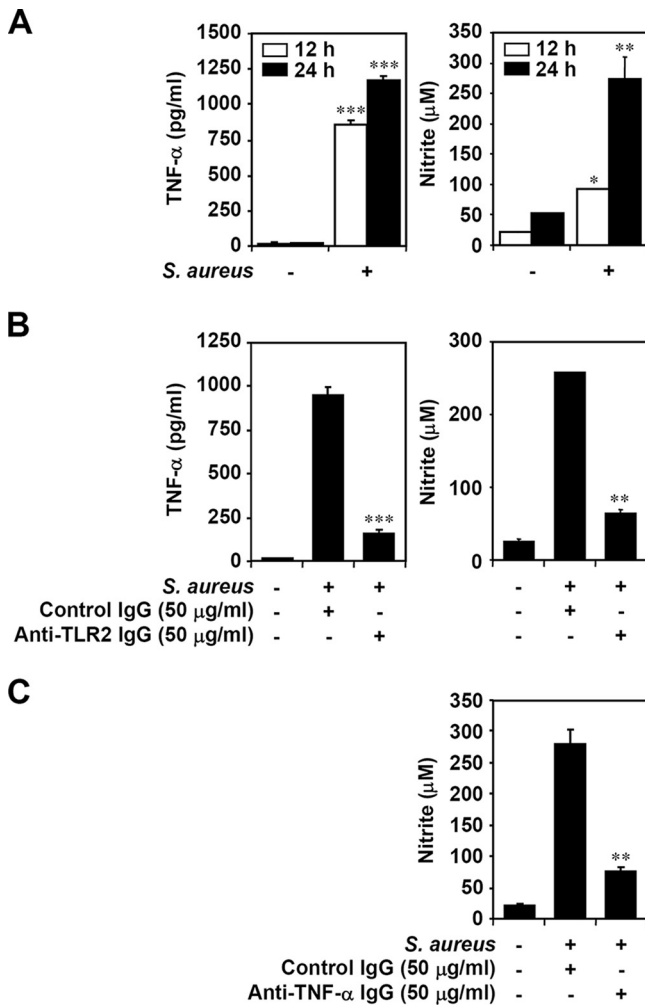 A
TNF-α (pg/ml)
1500
1250
1000
750
500
250
0
12 h
24 h
***
***
S. aureus - +
Nitrite (μM)
350
300
250
200
150
100
50
0
12 h
24 h
*
**
- +
B
TNF-α (pg/ml)
1250
1000
750
500
250
0
***
Nitrite (μM)
300
200
100
0
**
S. aureus - + + - + +
Control IgG (50 μg/ml) - + - - + -
Anti-TLR2 IgG (50 μg/ml) - - + - - +
C
Nitrite (μM)
350
300
250
200
150
100
50
0
**
S. aureus - + +
Control IgG (50 μg/ml) - + -
Anti-TNF-α IgG (50 μg/ml) - - +